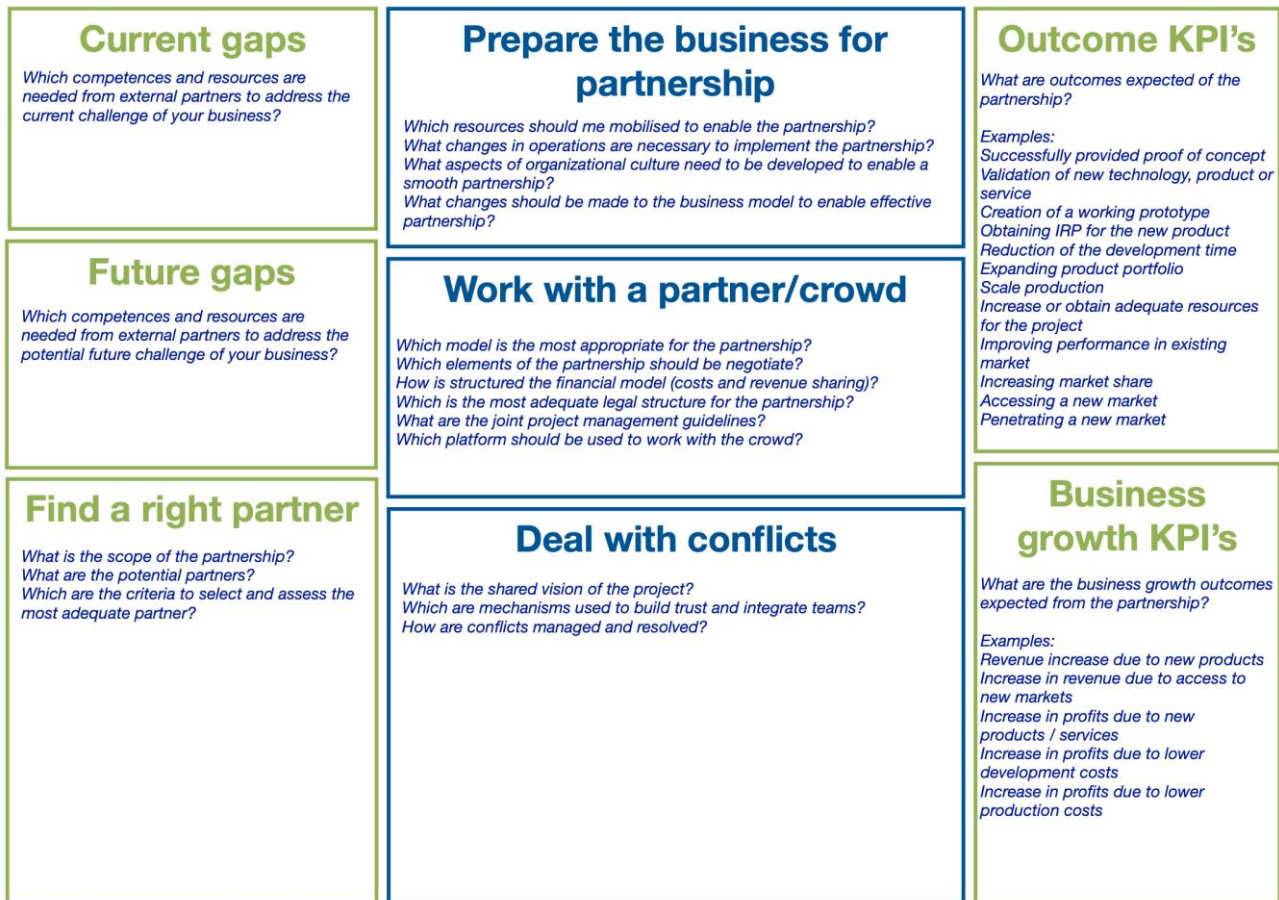 Current gaps
Which competences and resources are
needed from external partners to address the
current challenge of your business?
Future gaps
Which competences and resources are
needed from external partners to address the
potential future challenge of your business?
Find a right partner
What is the scope of the partnership?
What are the potential partners?
Which are the criteria to select and assess the
most adequate partner?
Prepare the business for
partnership
Which resources should me mobilised to enable the partnership?
What changes in operations are necessary to implement the partnership?
What aspects of organizational culture need to be developed to enable a
smooth partnership?
What changes should be made to the business model to enable effective
partnership?
Work with a partner/crowd
Which model is the most appropriate for the partnership?
Which elements of the partnership should be negotiate?
How is structured the financial model (costs and revenue sharing)?
Which is the most adequate legal structure for the partnership?
What are the joint project management guidelines?
Which platform should be used to work with the crowd?
Deal with conflicts
What is the shared vision of the project?
Which are mechanisms used to build trust and integrate teams?
How are conflicts managed and resolved?
Outcome KPI's
What are outcomes expected of the
partnership?
Examples:
Successfully provided proof of concept
Validation of new technology, product or
service
Creation of a working prototype
Obtaining IRP for the new product
Reduction of the development time
Expanding product portfolio
Scale production
Increase or obtain adequate resources
for the project
Improving performance in existing
market
Increasing market share
Accessing a new market
Penetrating a new market
Business
growth KPI's
What are the business growth outcomes
expected from the partnership?
Examples:
Revenue increase due to new products
Increase in revenue due to access to
new markets
Increase in profits due to new
products / services
Increase in profits due to lower
development costs
Increase in profits due to lower
production costs